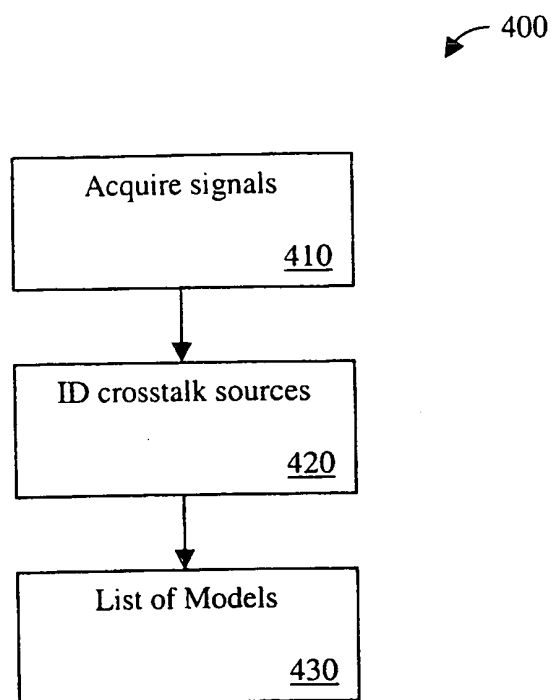 400
Acquire signals
410
ID crosstalk sources
420
List of Models
430